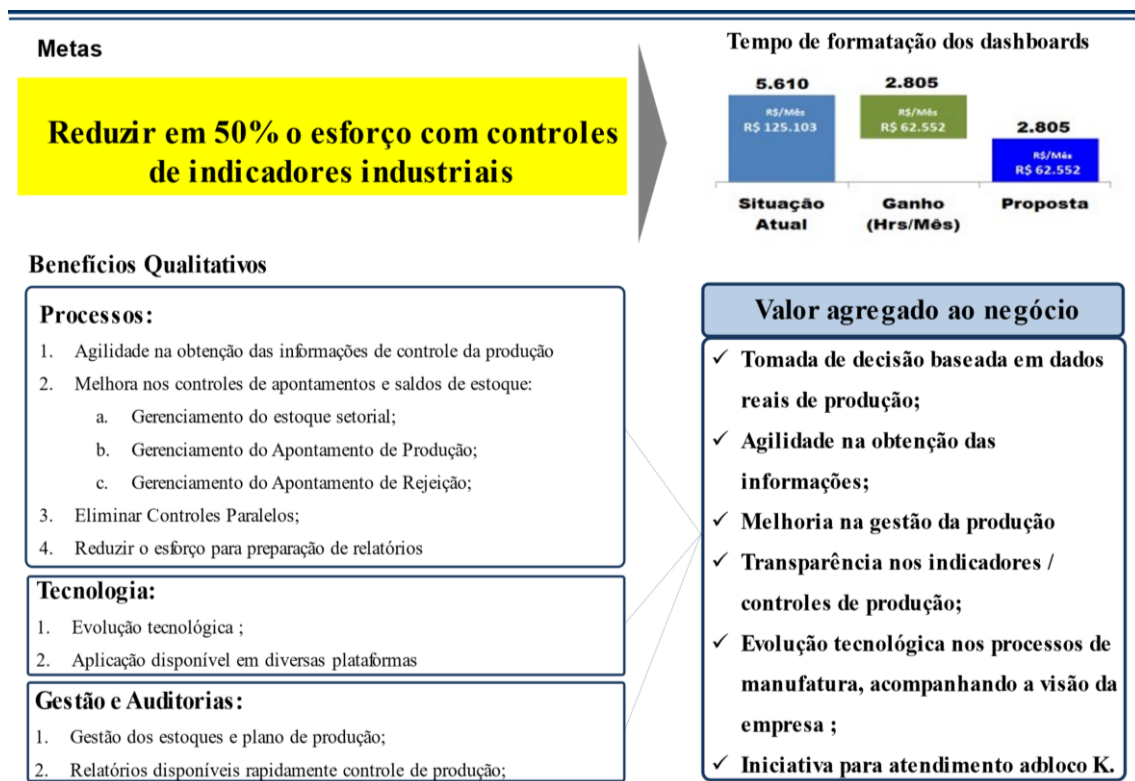 Metas
Reduzir em 50% o esforço com controles
de indicadores industriais
Tempo de formatação dos dashboards
5.610
R$/Mês
R$ 125.103
Situação
Atual
2.805
R$/Mês
R$ 62.552
Ganho
(Hrs/Mês)
2.805
R$/Mês
R$ 62.552
Proposta
Benefícios Qualitativos
Processos:
1. Agilidade na obtenção das informações de controle da produção
2. Melhora nos controles de apontamentos e saldos de estoque:
a. Gerenciamento do estoque setorial;
b. Gerenciamento do Apontamento de Produção;
c. Gerenciamento do Apontamento de Rejeição;
3. Eliminar Controles Paralelos;
4. Reduzir o esforço para preparação de relatórios
Tecnologia:
1. Evolução tecnológica ;
2. Aplicação disponível em diversas plataformas
Gestão e Auditorias:
1. Gestão dos estoques e plano de produção;
2. Relatórios disponíveis rapidamente controle de produção;
Valor agregado ao negócio
✓ Tomada de decisão baseada em dados
reais de produção;
✓ Agilidade na obtenção das
informações;
✓ Melhoria na gestão da produção
✓ Transparência nos indicadores /
controles de produção;
✓ Evolução tecnológica nos processos de
manufatura, acompanhando a visão da
empresa ;
✓ Iniciativa para atendimento adbloco K.